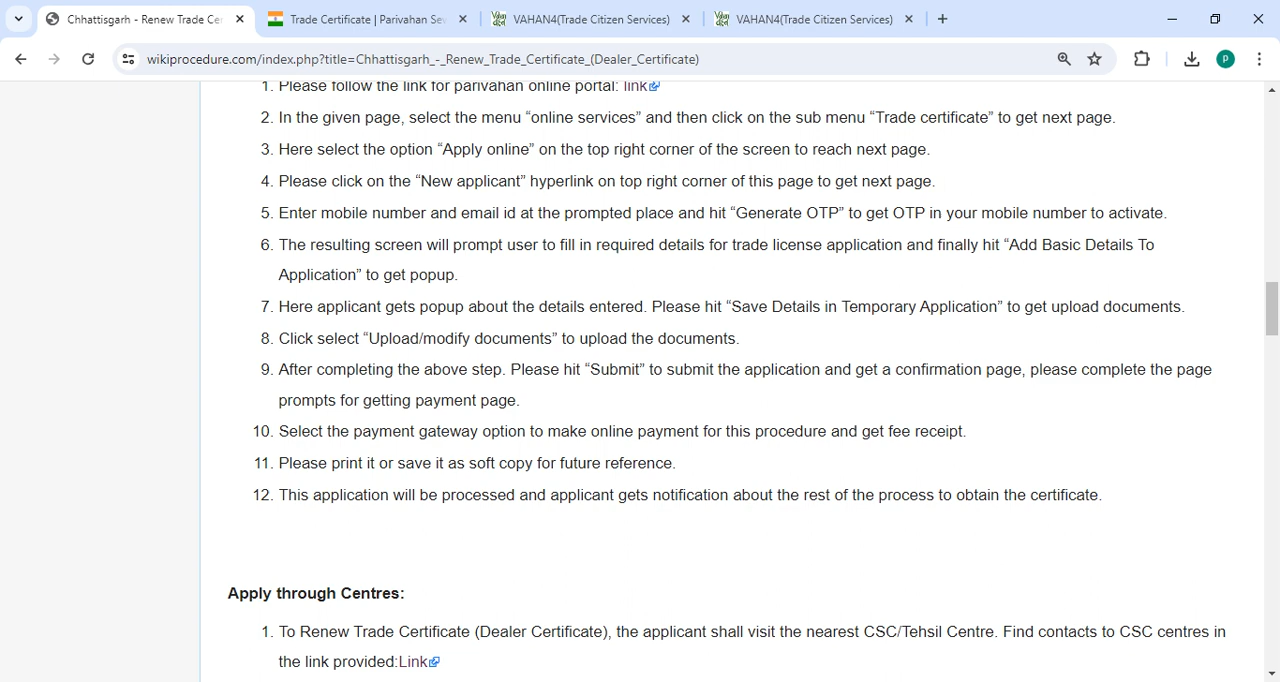 Chhattisgarh - Renew Trade Cer
Trade Certificate | Parivahan Sev
VAHAN4(Trade Citizen Services)
VAHAN4(Trade Citizen Services)
wikiprocedure.com/index.php?title=Chhattisgarh_-_Renew_Trade_Certificate_(Dealer_Certificate)
P
1. Please follow the link for parivahan online portal: link
2. In the given page, select the menu “online services” and then click on the sub menu “Trade certificate” to get next page.
3. Here select the option “Apply online” on the top right corner of the screen to reach next page.
4. Please click on the “New applicant” hyperlink on top right corner of this page to get next page.
5. Enter mobile number and email id at the prompted place and hit “Generate OTP” to get OTP in your mobile number to activate.
6. The resulting screen will prompt user to fill in required details for trade license application and finally hit “Add Basic Details To
Application” to get popup.
7. Here applicant gets popup about the details entered. Please hit “Save Details in Temporary Application” to get upload documents.
8. Click select “Upload/modify documents” to upload the documents.
9. After completing the above step. Please hit “Submit” to submit the application and get a confirmation page, please complete the page
prompts for getting payment page.
10. Select the payment gateway option to make online payment for this procedure and get fee receipt.
11. Please print it or save it as soft copy for future reference.
12. This application will be processed and applicant gets notification about the rest of the process to obtain the certificate.
Apply through Centres:
1. To Renew Trade Certificate (Dealer Certificate), the applicant shall visit the nearest CSC/Tehsil Centre. Find contacts to CSC centres in
the link provided:Link